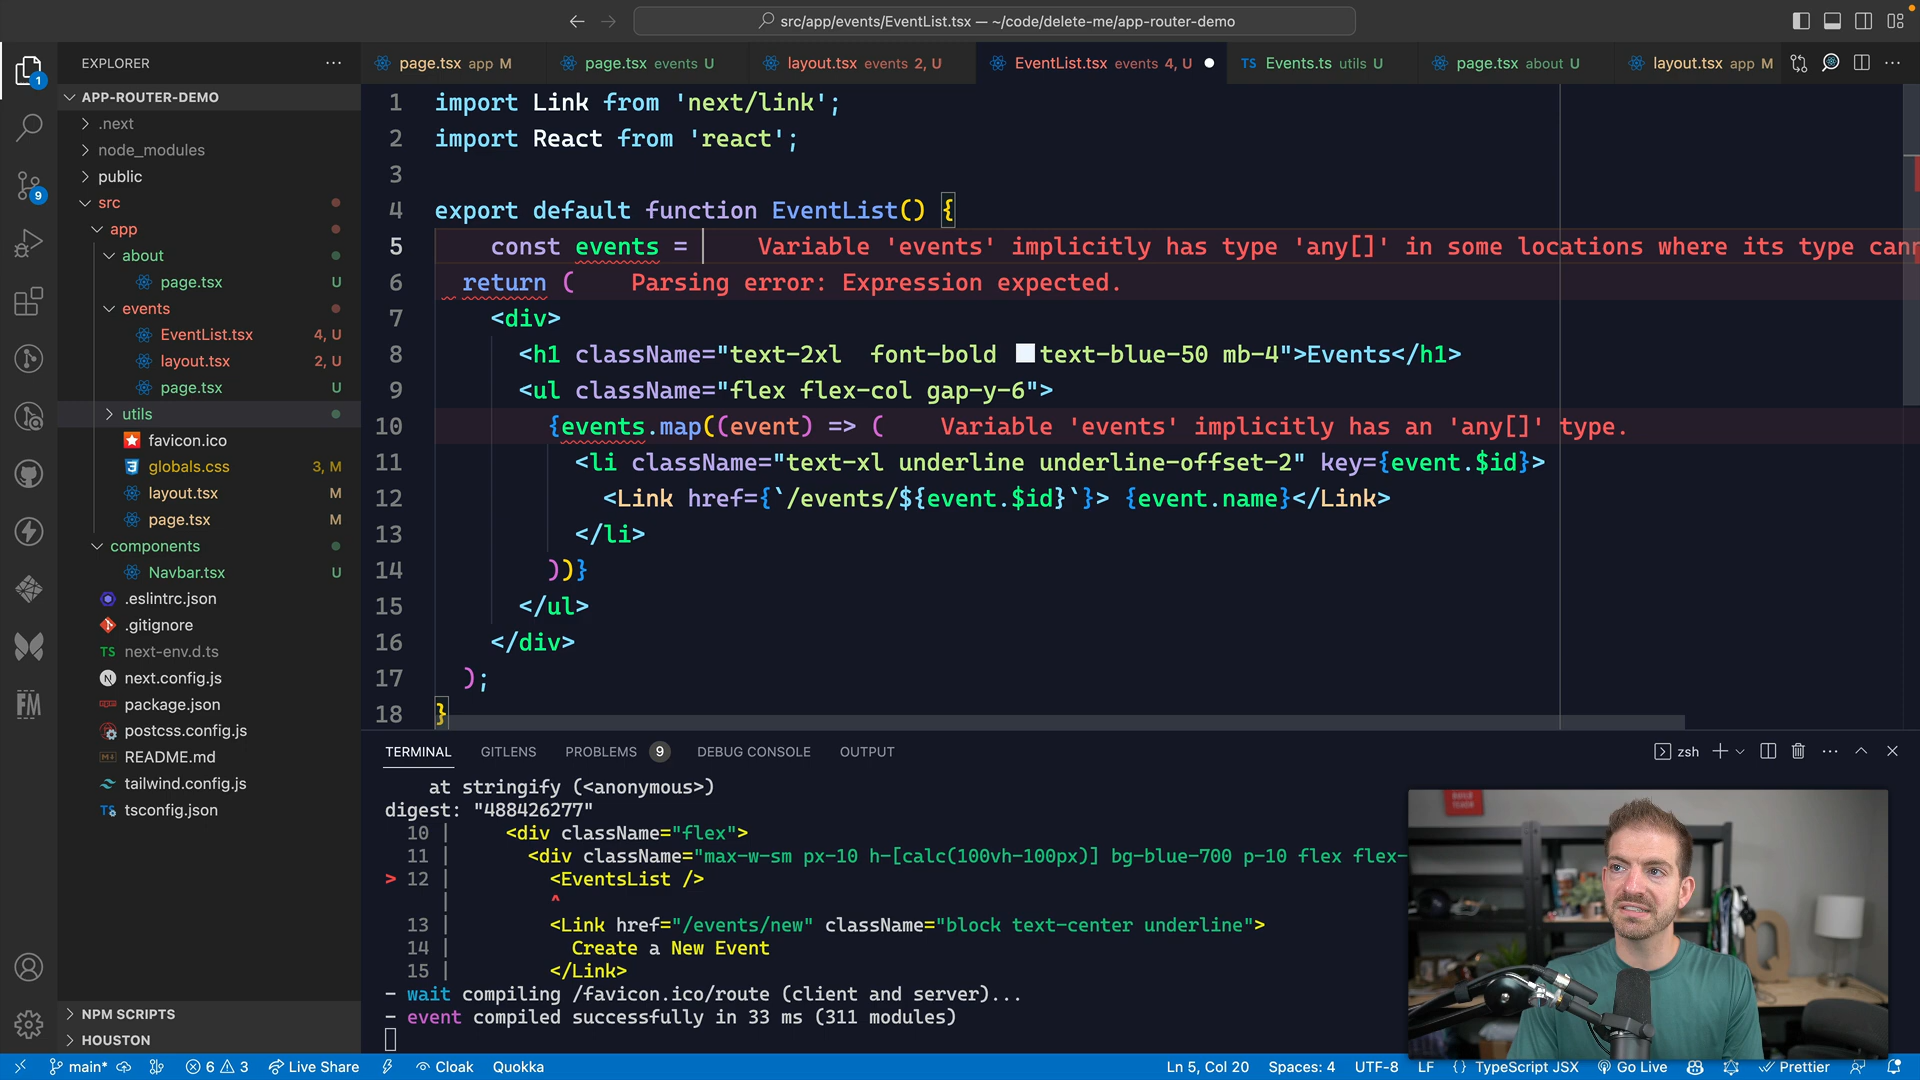 src/app/events/EventList.tsx — ~/code/delete-me/app-router-demo
EXPLORER
page.tsx app M
page.tsx events U
layout.tsx events 2, U
EventList.tsx events 4, U
TS Events.ts utils U
page.tsx about U
layout.tsx app M
1
9
APP-ROUTER-DEMO
.next
node_modules
public
src
app
about
page.tsx U
events
EventList.tsx 4, U
layout.tsx 2, U
page.tsx U
utils
favicon.ico
globals.css 3, M
layout.tsx M
page.tsx M
components
Navbar.tsx U
.eslintrc.json
.gitignore
TS next-env.d.ts
N next.config.js
package.json
postcss.config.js
README.md
tailwind.config.js
TS tsconfig.json
FM
NPM SCRIPTS
HOUSTON
1 import Link from 'next/link';
2 import React from 'react';
3
4 export default function EventList() {
5 const events = Variable 'events' implicitly has type 'any[]' in some locations where its type can
6 return ( Parsing error: Expression expected.
7 <div>
8 <h1 className="text-2xl  font-bold text-blue-50 mb-4">Events</h1>
9 <ul className="flex flex-col gap-y-6">
10 {events.map((event) => ( Variable 'events' implicitly has an 'any[]' type.
11 <li className="text-xl underline underline-offset-2" key={event.$id}>
12 <Link href={`/events/${event.$id}`}> {event.name}</Link>
13 </li>
14 ))}
15 </ul>
16 </div>
17 );
18 }
TERMINAL GITLENS PROBLEMS 9 DEBUG CONSOLE OUTPUT
zsh
at stringify (<anonymous>)
digest: "488426277"
10 | <div className="flex">
11 | <div className="max-w-sm px-10 h-[calc(100vh-100px)] bg-blue-700 p-10 flex flex-
> 12 | <EventsList />
| ^
13 | <Link href="/events/new" className="block text-center underline">
14 | Create a New Event
15 | </Link>
- wait compiling /favicon.ico/route (client and server)...
- event compiled successfully in 33 ms (311 modules)
main* 6 3 Live Share Cloak Quokka Ln 5, Col 20 Spaces: 4 UTF-8 LF {} TypeScript JSX Go Live Prettier